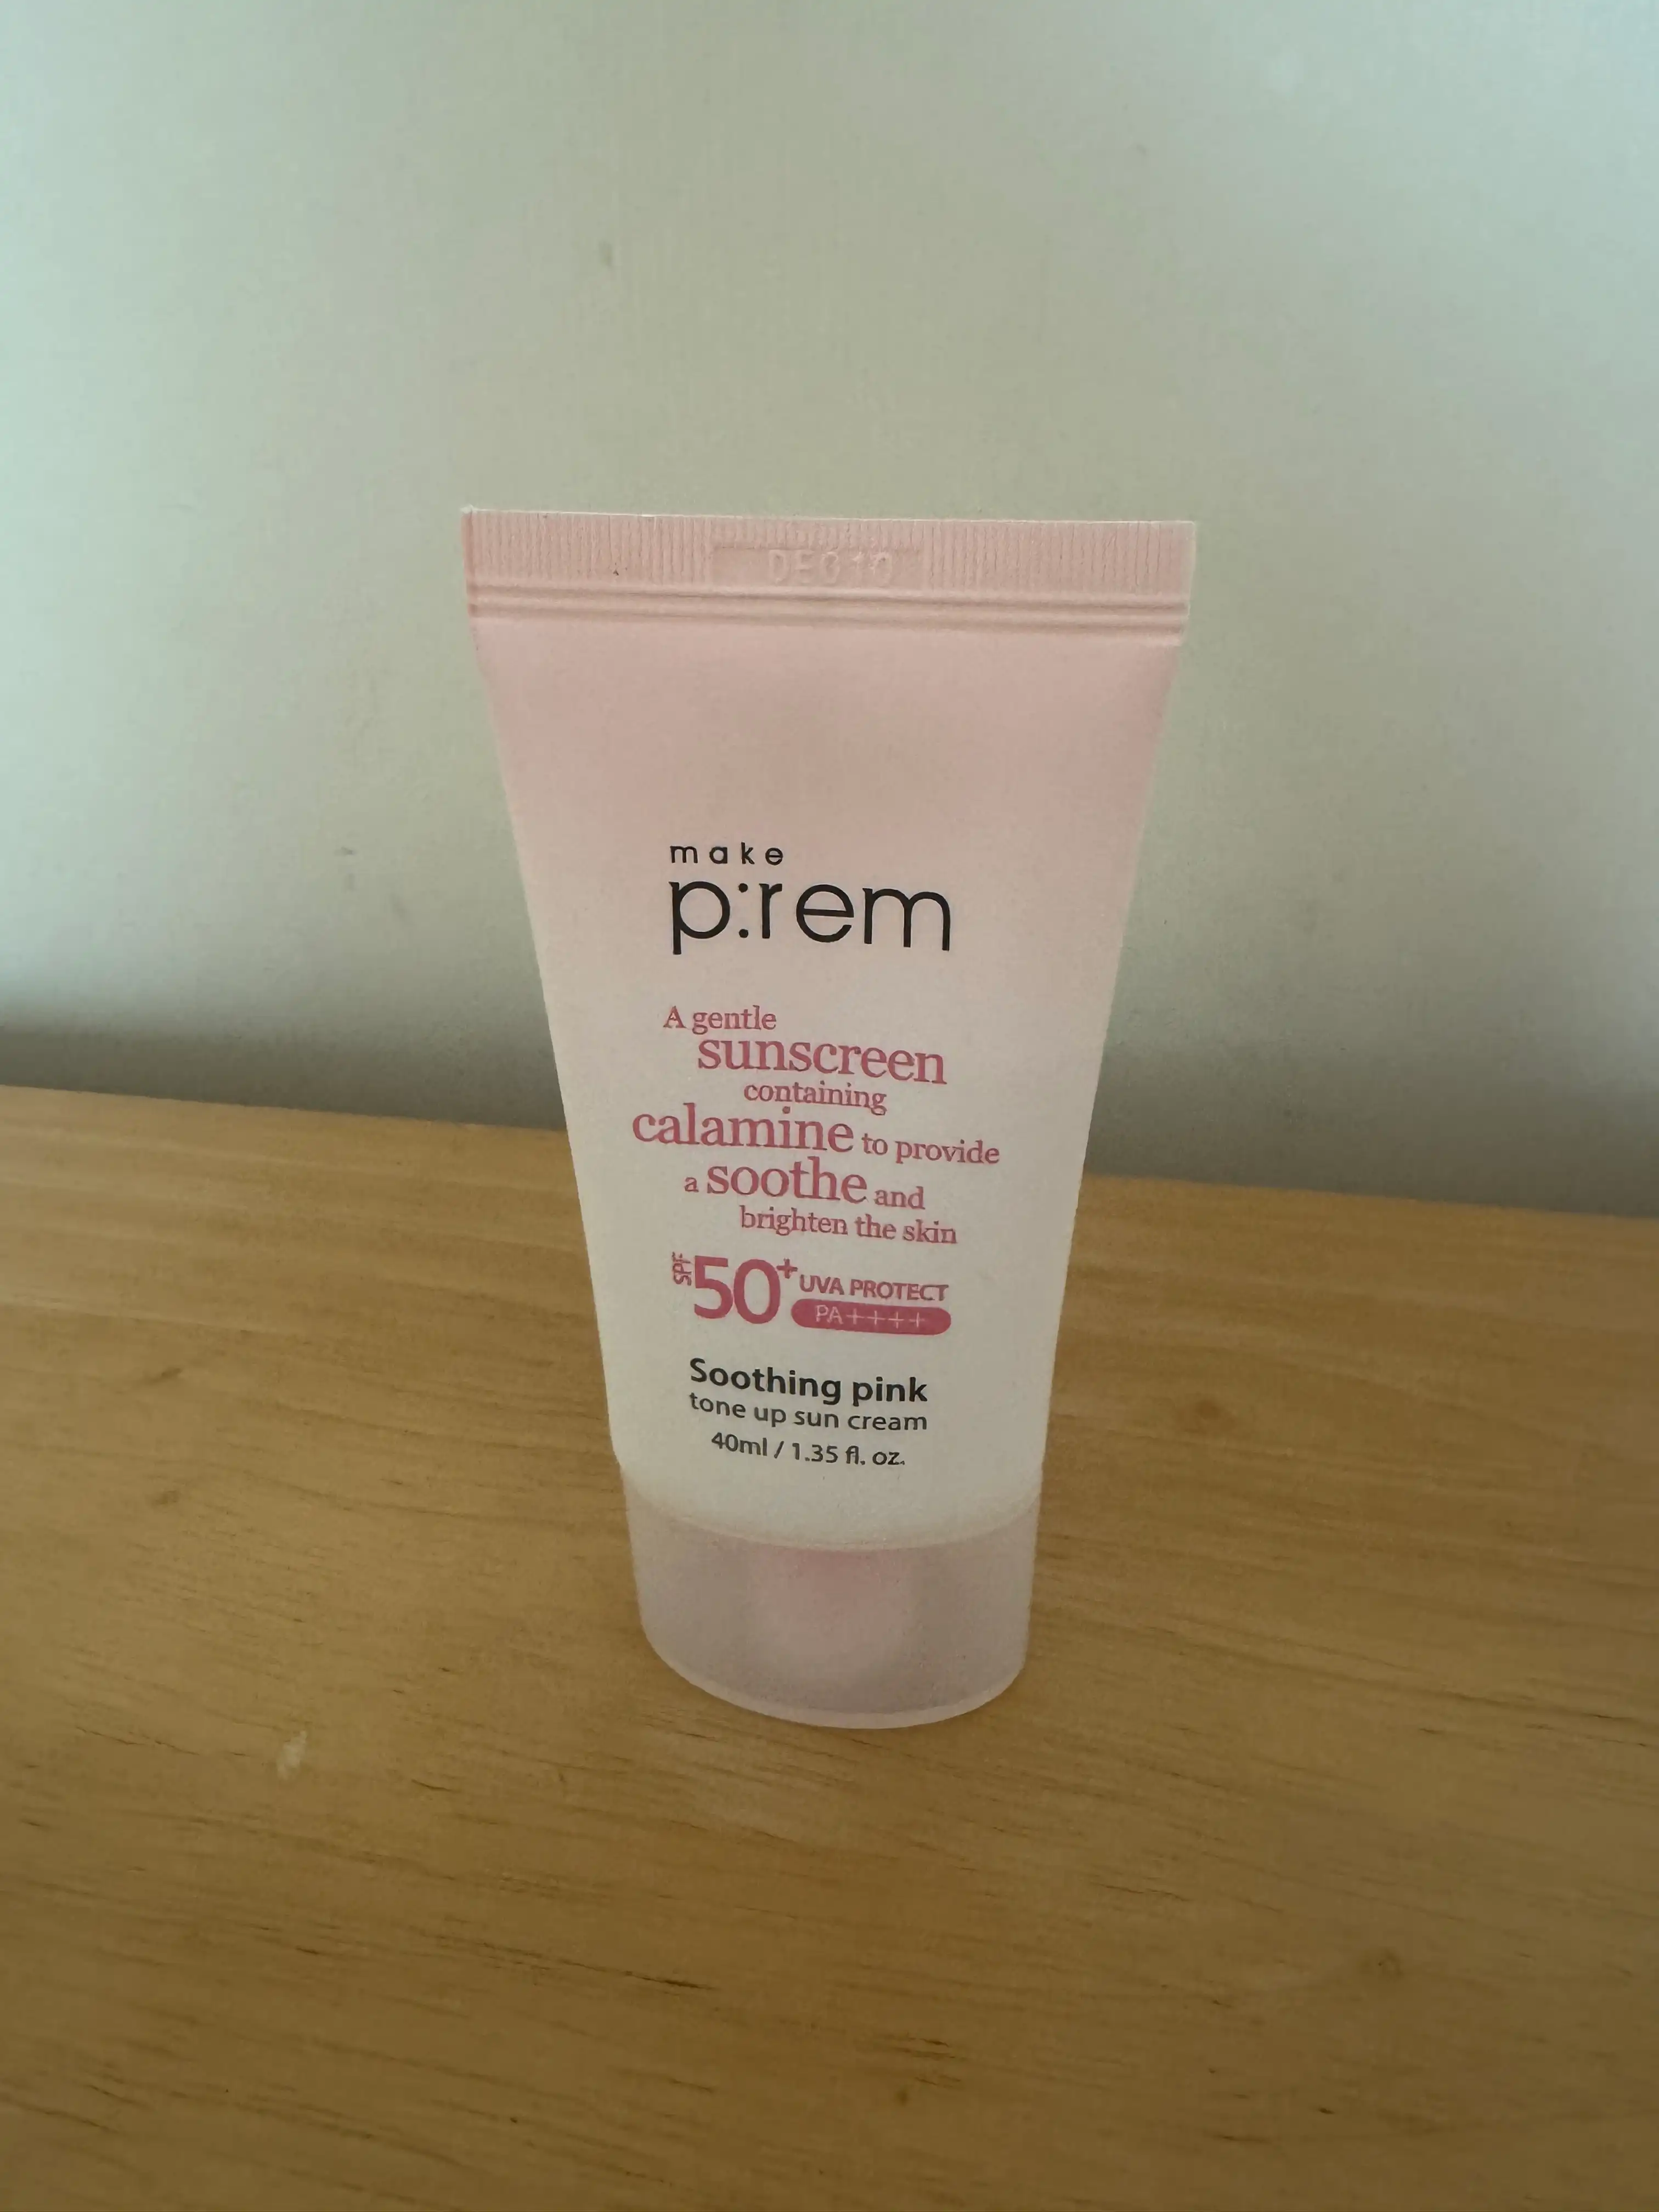 DE010
make
p:rem
A gentle
sunscreen
containing
calamine to provide
a soothe and
brighten the skin
SPF 50+ UVA PROTECT
PA++++
Soothing pink
tone up sun cream
40ml / 1.35 fl. oz.